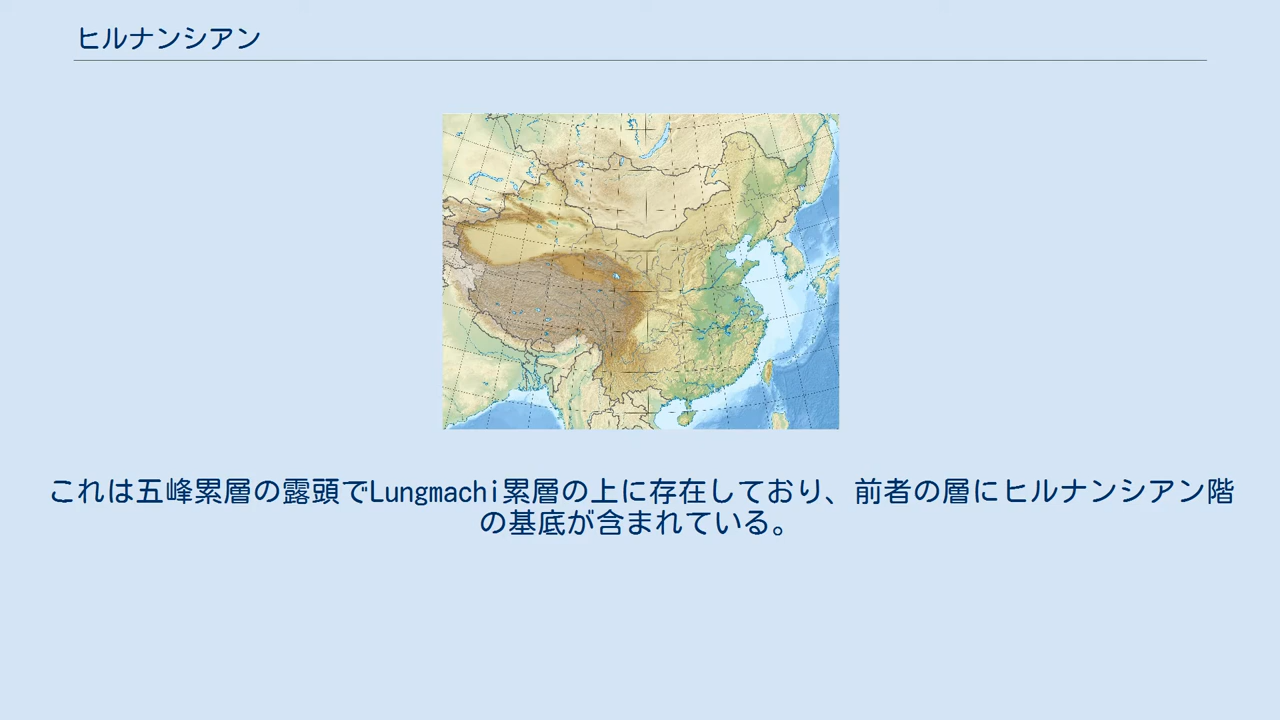 ヒルナンシアン
これは五峰累層の露頭でLungmachi累層の上に存在しており、前者の層にヒルナンシアン階
の基底が含まれている。